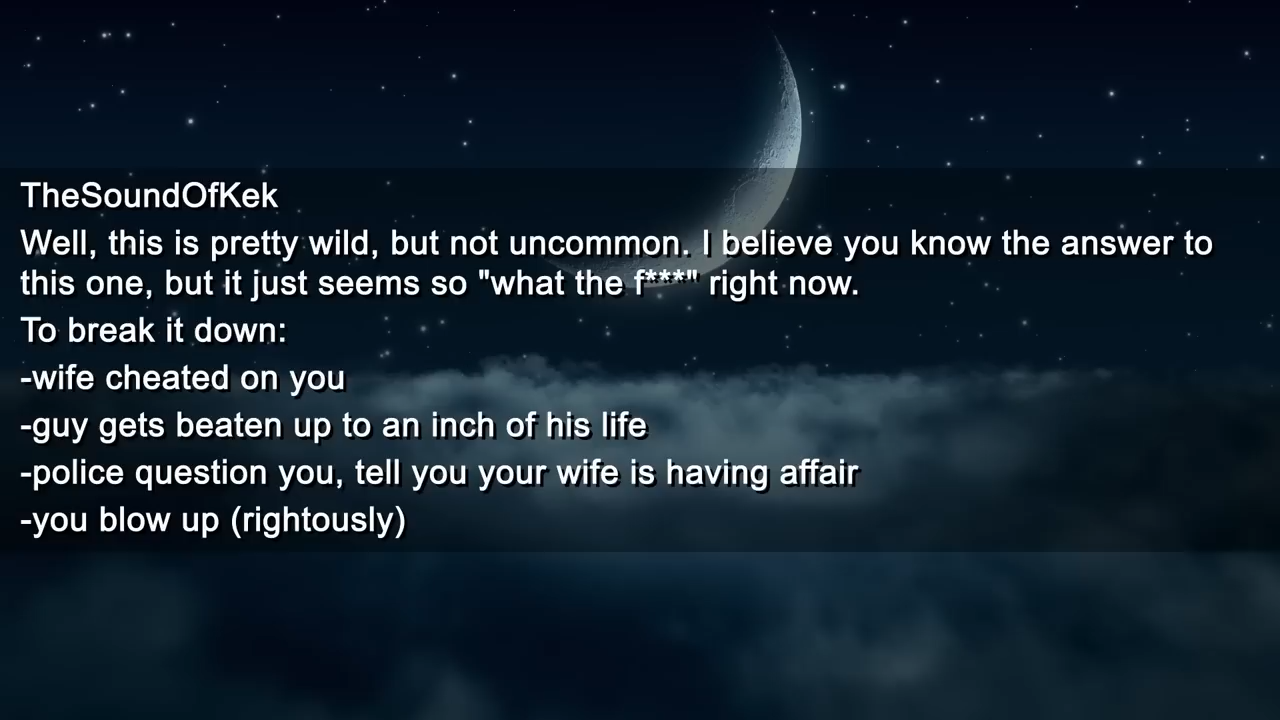 TheSoundOfKek
Well, this is pretty wild, but not uncommon. I believe you know the answer to
this one, but it just seems so "what the f***" right now.
To break it down:
-wife cheated on you
-guy gets beaten up to an inch of his life
-police question you, tell you your wife is having affair
-you blow up (rightously)